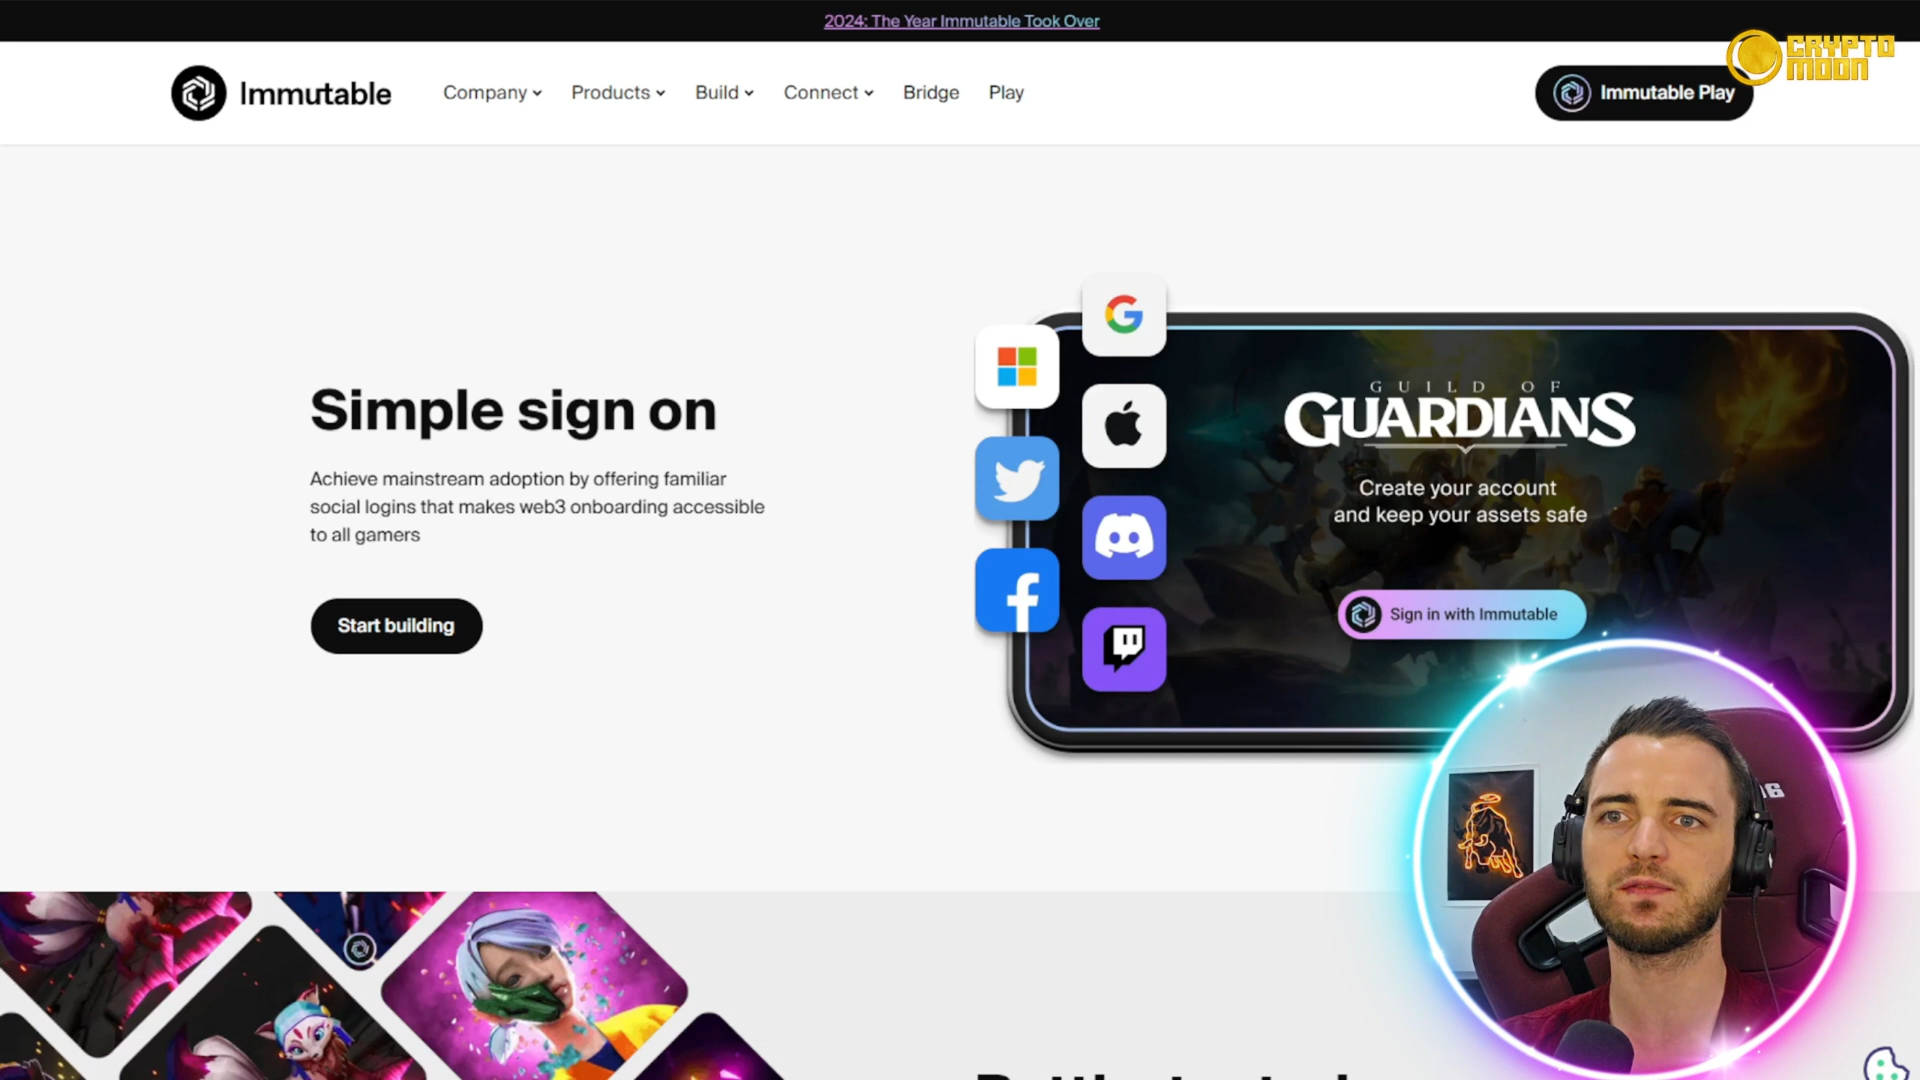 2024: The Year Immutable Took Over
CRYPTO
MOON
Immutable
Company
Products
Build
Connect
Bridge
Play
Immutable Play
Simple sign on
Achieve mainstream adoption by offering familiar
social logins that makes web3 onboarding accessible
to all gamers
Start building
GUILD OF
GUARDIANS
Create your account
and keep your assets safe
Sign in with Immutable